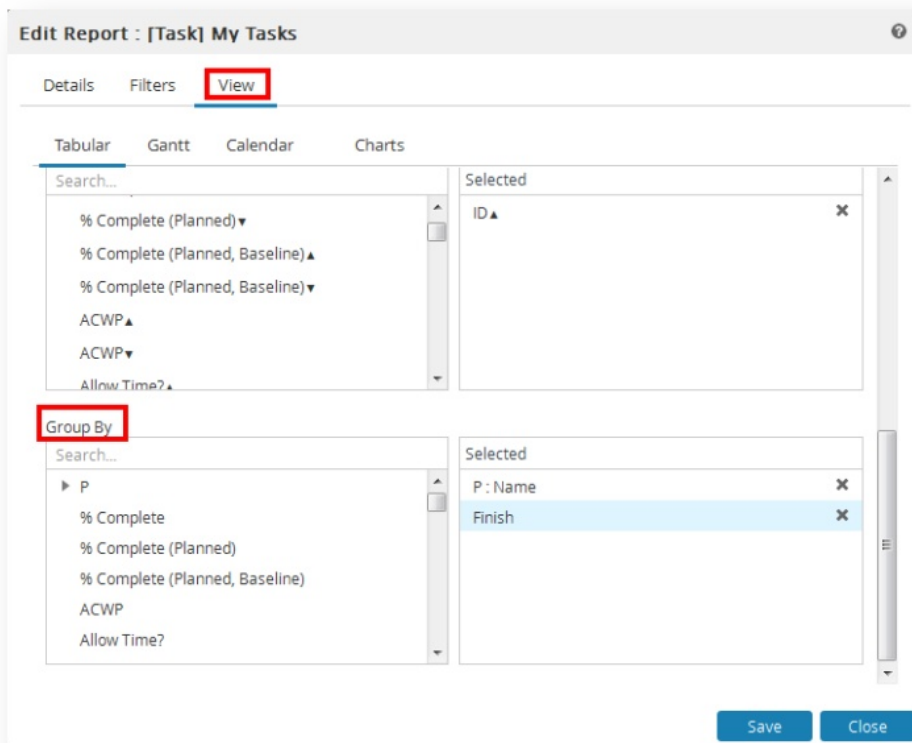 Edit Report : [Task] My Tasks
Details Filters View
Tabular Gantt Calendar Charts
Search... Selected
% Complete (Planned)▼ ID▲
% Complete (Planned, Baseline)▲
% Complete (Planned, Baseline)▼
ACWP▲
ACWP▼
Allow Time?▲
Group By
Search... Selected
P P : Name
% Complete Finish
% Complete (Planned)
% Complete (Planned, Baseline)
ACWP
Allow Time?
Save Close